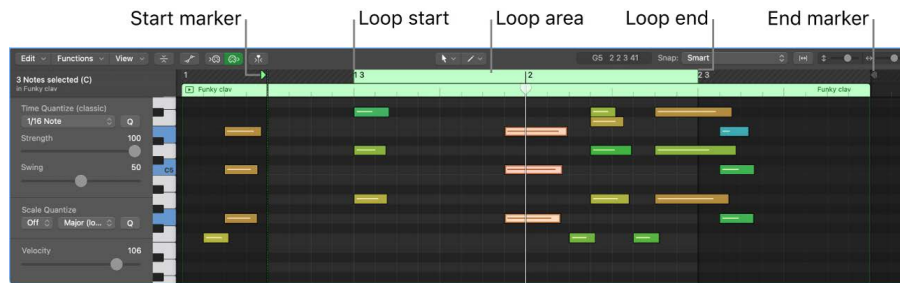 Start marker Loop start Loop area Loop end End marker
Edit Functions View G5 2 2 3 41 Snap: Smart
3 Notes selected (C)
in Funky clav
1 1 3 2 2 3
Funky clav Funky clav
Time Quantize (classic)
1/16 Note Q
Strength 100
Swing 50
C5
Scale Quantize
Off Major (lo... Q
Velocity 106